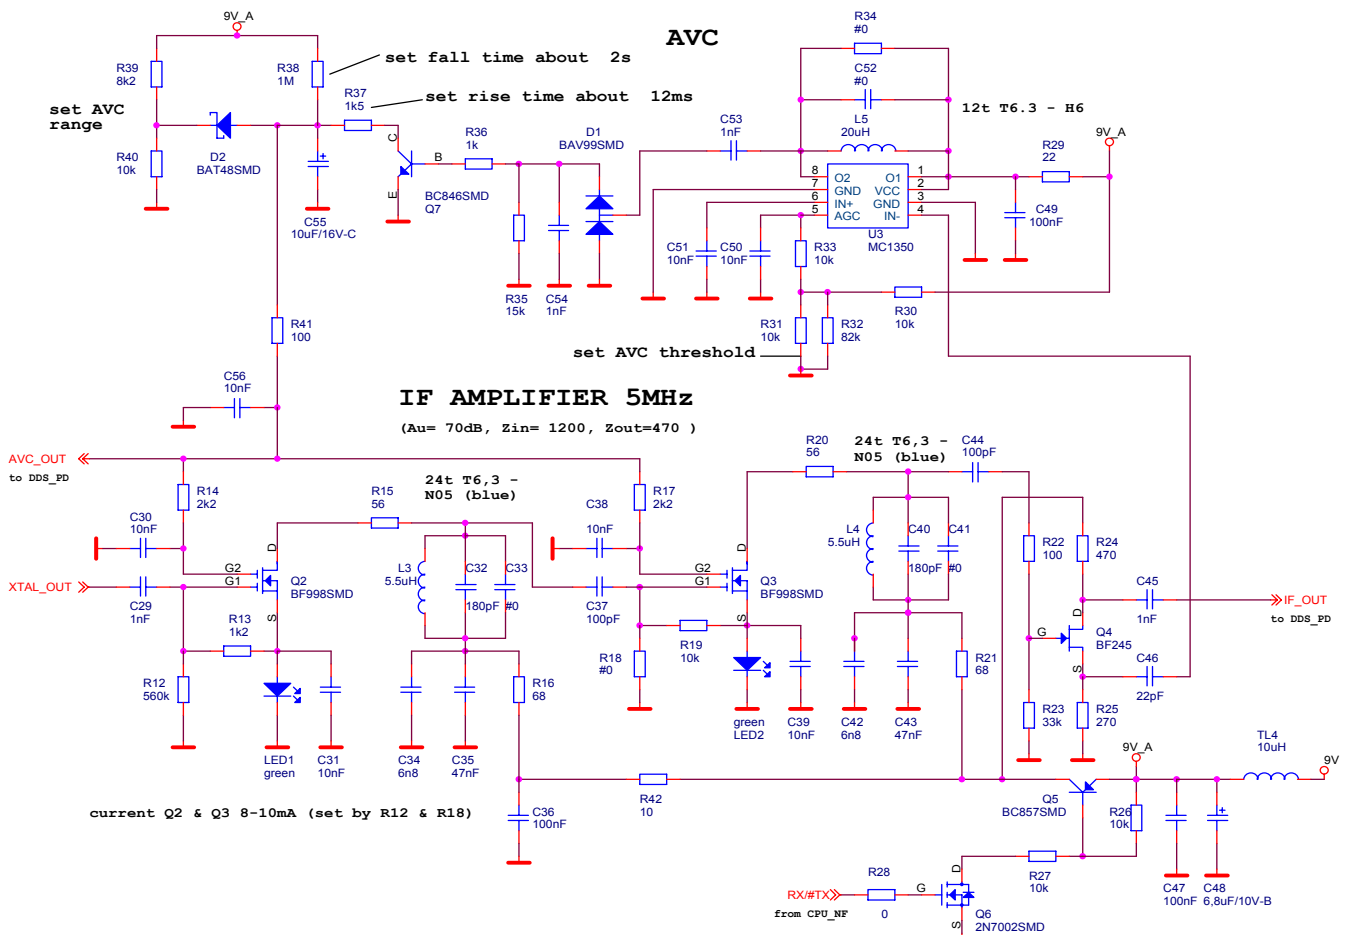 AVC
9V_A
R39
8k2
R38
1M
set fall time about 2s
R37
1k5
set rise time about 12ms
set AVC
range
R40
10k
D2
BAT48SMD
C55
10uF/16V-C
C
B
E
BC846SMD
Q7
R36
1k
D1
BAV99SMD
R35
15k
C54
1nF
C53
1nF
R34
#0
C52
#0
L5
20uH
12t T6.3 - H6
9V_A
R29
22
C49
100nF
8
7
6
5
O2
GND
IN+
AGC
O1
VCC
GND
IN-
1
2
3
4
U3
MC1350
C51
10nF
C50
10nF
R33
10k
R31
10k
R32
82k
R30
10k
set AVC threshold
R41
100
C56
10nF
IF AMPLIFIER 5MHz
(Au= 70dB, Zin= 1200, Zout=470 )
AVC_OUT
to DDS_PD
R14
2k2
C30
10nF
XTAL_OUT
C29
1nF
G2
G1
D
S
Q2
BF998SMD
R13
1k2
R12
560k
LED1
green
C31
10nF
R15
56
24t T6,3 -
N05 (blue)
L3
5.5uH
C32
180pF
C33
#0
C34
6n8
C35
47nF
R16
68
C38
10nF
C37
100pF
R17
2k2
G2
G1
D
S
Q3
BF998SMD
R18
#0
R19
10k
green
LED2
C39
10nF
R20
56
24t T6,3 -
N05 (blue)
L4
5.5uH
C40
180pF
C41
#0
C42
6n8
C43
47nF
R21
68
C44
100pF
R22
100
R24
470
D
G
S
Q4
BF245
C45
1nF
IF_OUT
to DDS_PD
C46
22pF
R23
33k
R25
270
9V_A
TL4
10uH
9V
current Q2 & Q3 8-10mA (set by R12 & R18)
C36
100nF
R42
10
Q5
BC857SMD
R26
10k
R27
10k
C47
100nF
C48
6,8uF/10V-B
RX/#TX
from CPU_NF
R28
0
D
G
S
Q6
2N7002SMD